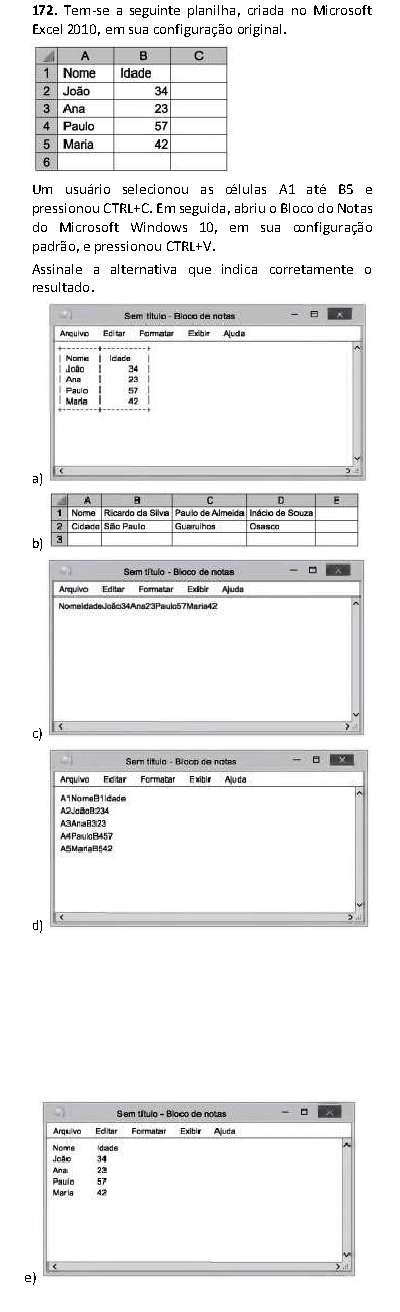 172. Tem-se a seguinte planilha, criada no Microsoft
Excel 2010, em sua configuração original.
A B C
1 Nome Idade
2 João 34
3 Ana 23
4 Paulo 57
5 Maria 42
6
Um usuário selecionou as células A1 até B5 e
pressionou CTRL+C. Em seguida, abriu o Bloco do Notas
do Microsoft Windows 10, em sua configuração
padrão, e pressionou CTRL+V.
Assinale a alternativa que indica corretamente o
resultado.
Sem título - Bloco de notas
Arquivo Editar Formatar Exibir Ajuda
+--------+----------+
| Nome | Idade |
| João | 34 |
| Ana | 23 |
| Paulo | 57 |
| Maria | 42 |
+--------+----------+
a)
A B C D E
1 Nome Ricardo da Silva Paulo de Almeida Inácio de Souza
2 Cidade São Paulo Guarulhos Osasco
3
b)
Sem título - Bloco de notas
Arquivo Editar Formatar Exibir Ajuda
NomeIdadeJoão34Ana23Paulo57Maria42
c)
Sem título - Bloco de notas
Arquivo Editar Formatar Exibir Ajuda
A1NomeB1Idade
A2JoãoB234
A3AnaB323
A4PauloB457
A5MariaB542
d)
Sem título - Bloco de notas
Arquivo Editar Formatar Exibir Ajuda
Nome Idade
João 34
Ana 23
Paulo 57
Maria 42
e)